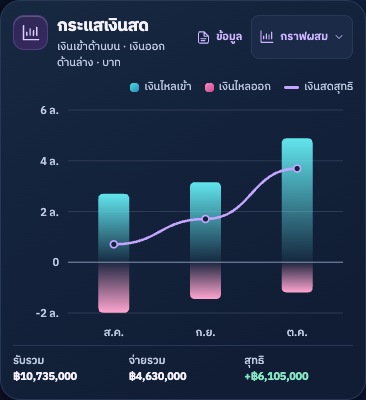 กระแสเงินสด
เงินเข้าด้านบน · เงินออก
ด้านล่าง · บาท
ข้อมูล
กราฟผสม
เงินไหลเข้า
เงินไหลออก
เงินสดสุทธิ
6 ล.
4 ล.
2 ล.
0
-2 ล.
ส.ค.
ก.ย.
ต.ค.
รับรวม
จ่ายรวม
สุทธิ
฿10,735,000
฿4,630,000
+฿6,105,000